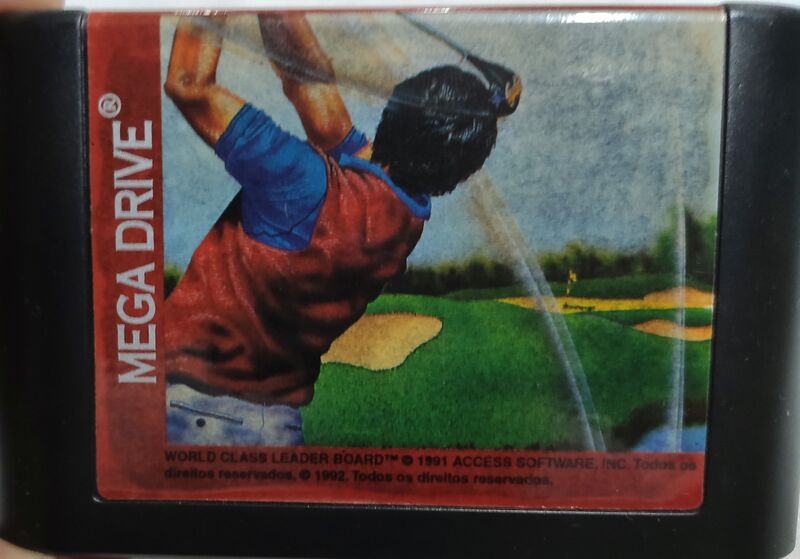 MEGA DRIVE®
WORLD CLASS LEADER BOARD™ © 1991 ACCESS SOFTWARE, INC. Todos os
direitos reservados. © 1992. Todos os direitos reservados.